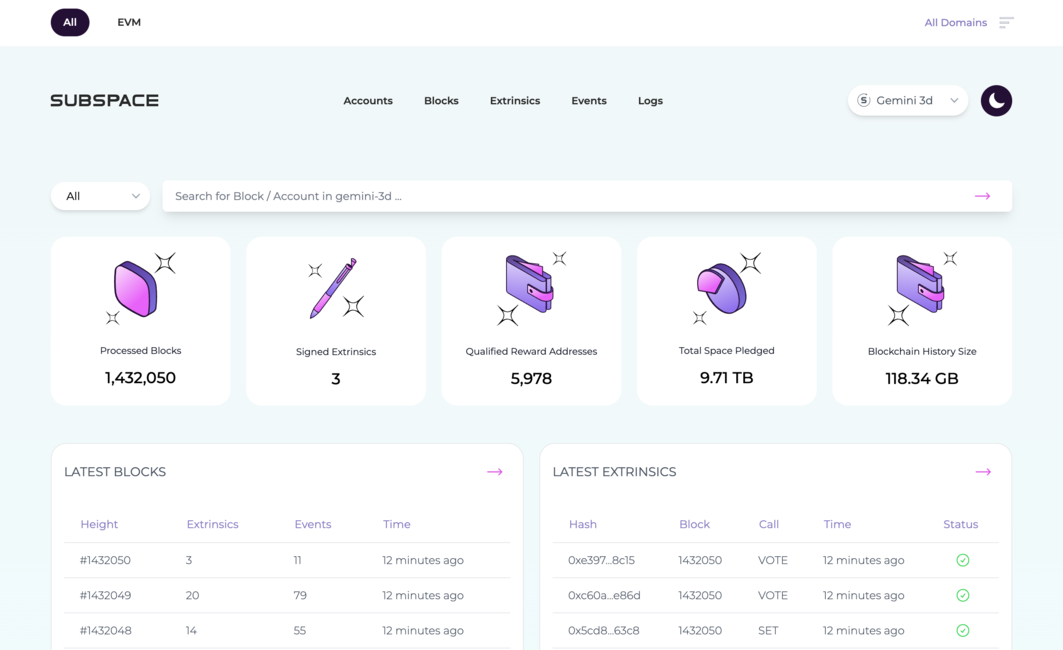 All EVM All Domains
SUBSPACE Accounts Blocks Extrinsics Events Logs Gemini 3d
All Search for Block / Account in gemini-3d ...
Processed Blocks Signed Extrinsics Qualified Reward Addresses Total Space Pledged Blockchain History Size
1,432,050 3 5,978 9.71 TB 118.34 GB
LATEST BLOCKS
Height Extrinsics Events Time
#1432050 3 11 12 minutes ago
#1432049 20 79 12 minutes ago
#1432048 14 55 12 minutes ago
LATEST EXTRINSICS
Hash Block Call Time Status
0xe397...8c15 1432050 VOTE 12 minutes ago
0xc60a...e86d 1432050 VOTE 12 minutes ago
0x5cd8...63c8 1432050 SET 12 minutes ago